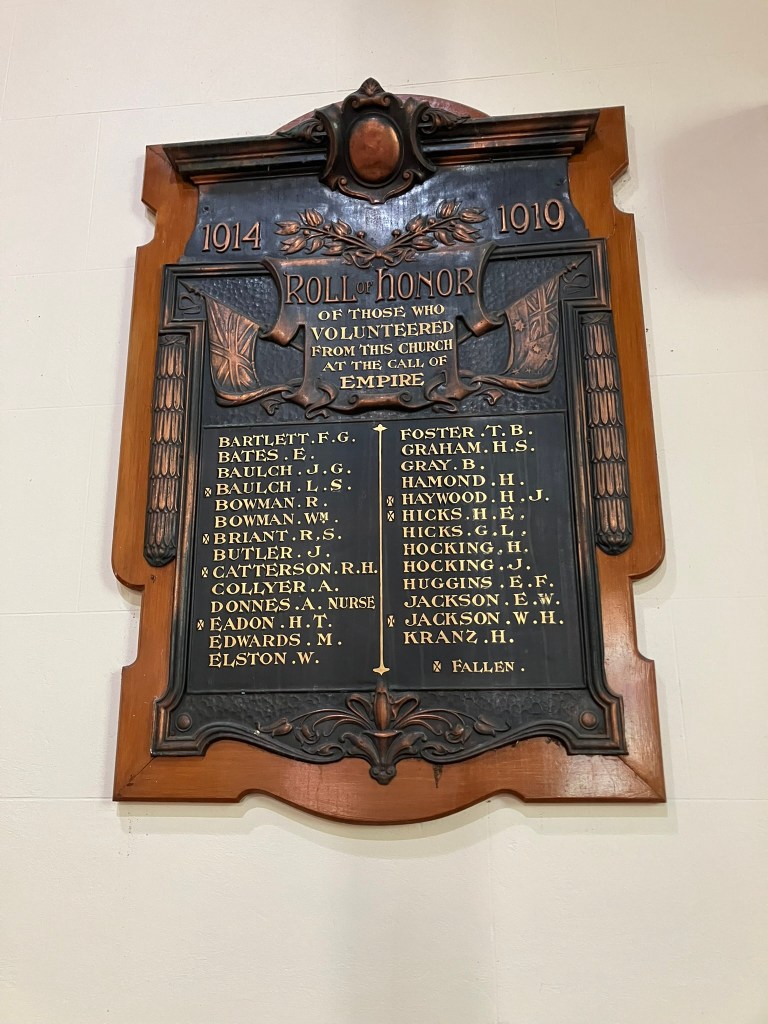 1914 1919
ROLL OF HONOR
OF THOSE WHO
VOLUNTEERED
FROM THIS CHURCH
AT THE CALL OF
EMPIRE
BARTLETT.F.G.
BATES.E.
BAULCH.J.G.
BAULCH.L.S.
BOWMAN.R.
BOWMAN.WM.
BRIANT.R.S.
BUTLER.J.
CATTERSON.R.H.
COLLYER.A.
DONNES.A. NURSE
EADON.H.T.
EDWARDS.M.
ELSTON.W.
FOSTER.T.B.
GRAHAM.H.S.
GRAY.B.
HAMOND.H.
HAYWOOD.H.J.
HICKS.H.E.
HICKS.G.L.
HOCKING.H.
HOCKING.J.
HUGGINS.E.F.
JACKSON.E.W.
JACKSON.W.H.
KRANZ.H.
FALLEN.